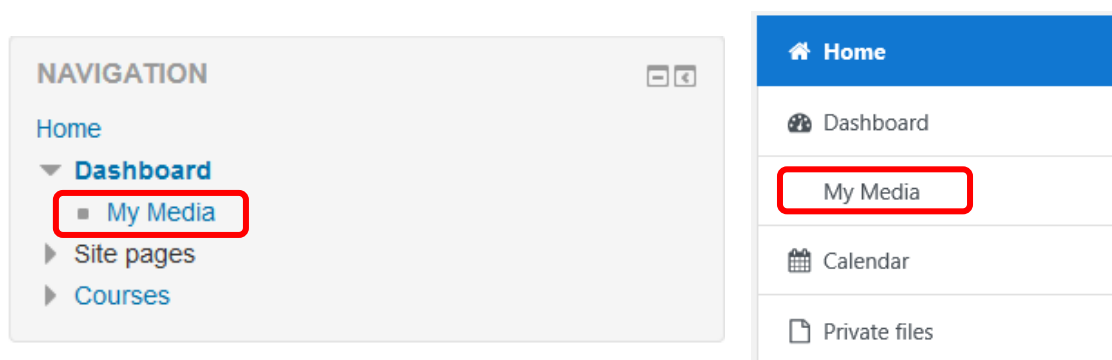 NAVIGATION
Home
Dashboard
My Media
Site pages
Courses
Home
Dashboard
My Media
Calendar
Private files